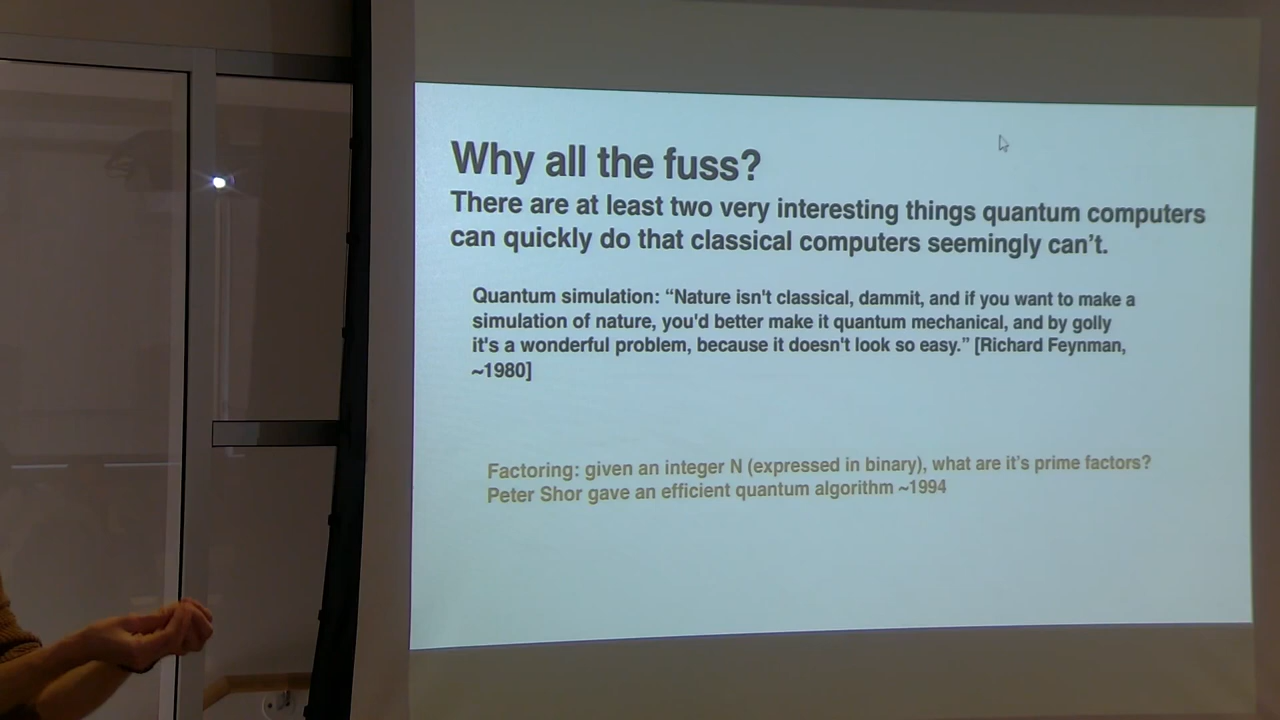 Why all the fuss?
There are at least two very interesting things quantum computers
can quickly do that classical computers seemingly can't.
Quantum simulation: “Nature isn't classical, dammit, and if you want to make a
simulation of nature, you'd better make it quantum mechanical, and by golly
it's a wonderful problem, because it doesn't look so easy.” [Richard Feynman,
~1980]
Factoring: given an integer N (expressed in binary), what are it's prime factors?
Peter Shor gave an efficient quantum algorithm ~1994